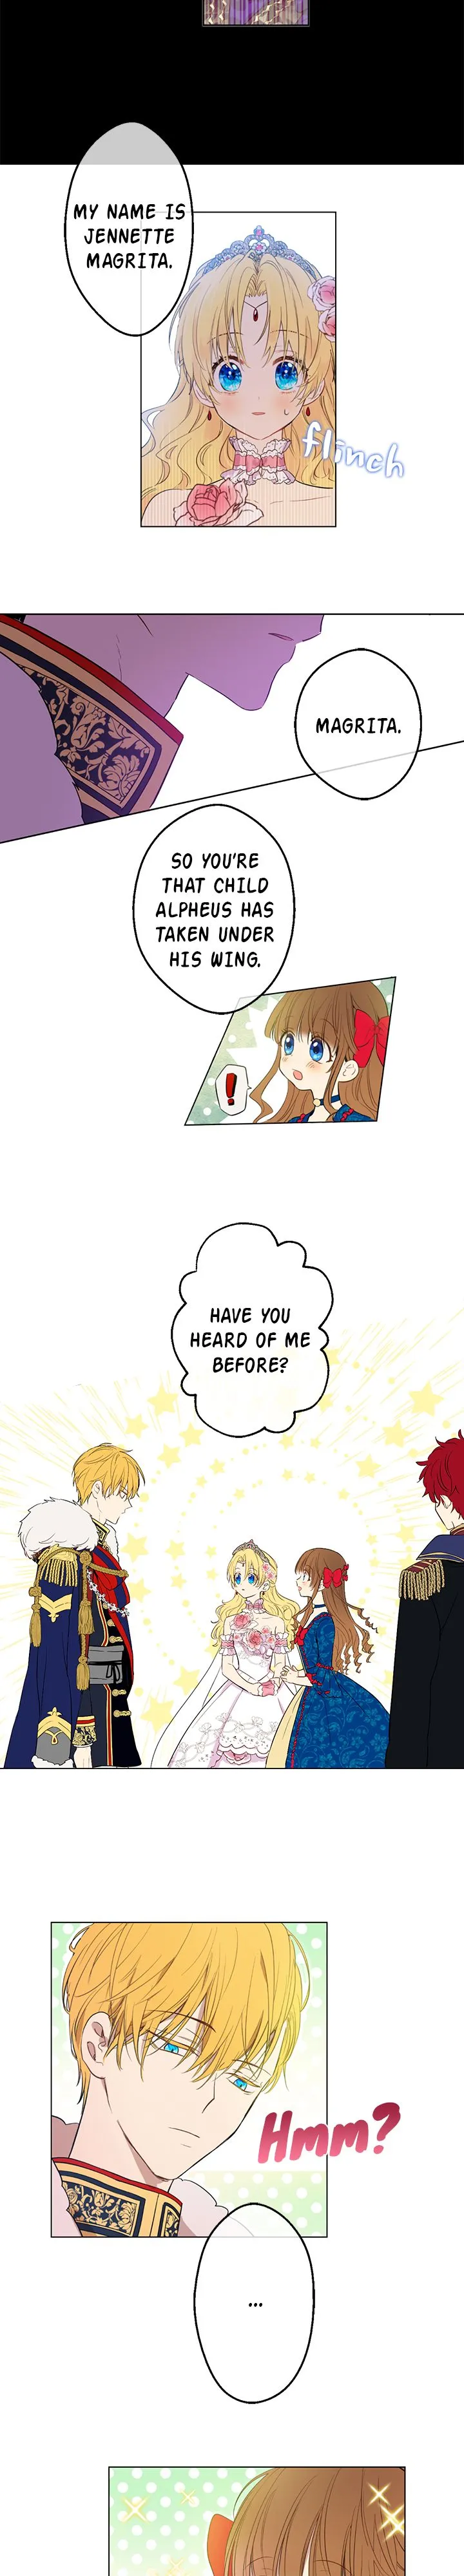 MY NAME IS
JENNETTE
MAGRITA.
flinch
MAGRITA.
SO YOU'RE
THAT CHILD
ALPHEUS HAS
TAKEN UNDER
HIS WING.
!
HAVE YOU
HEARD OF ME
BEFORE?
Hmm?
...